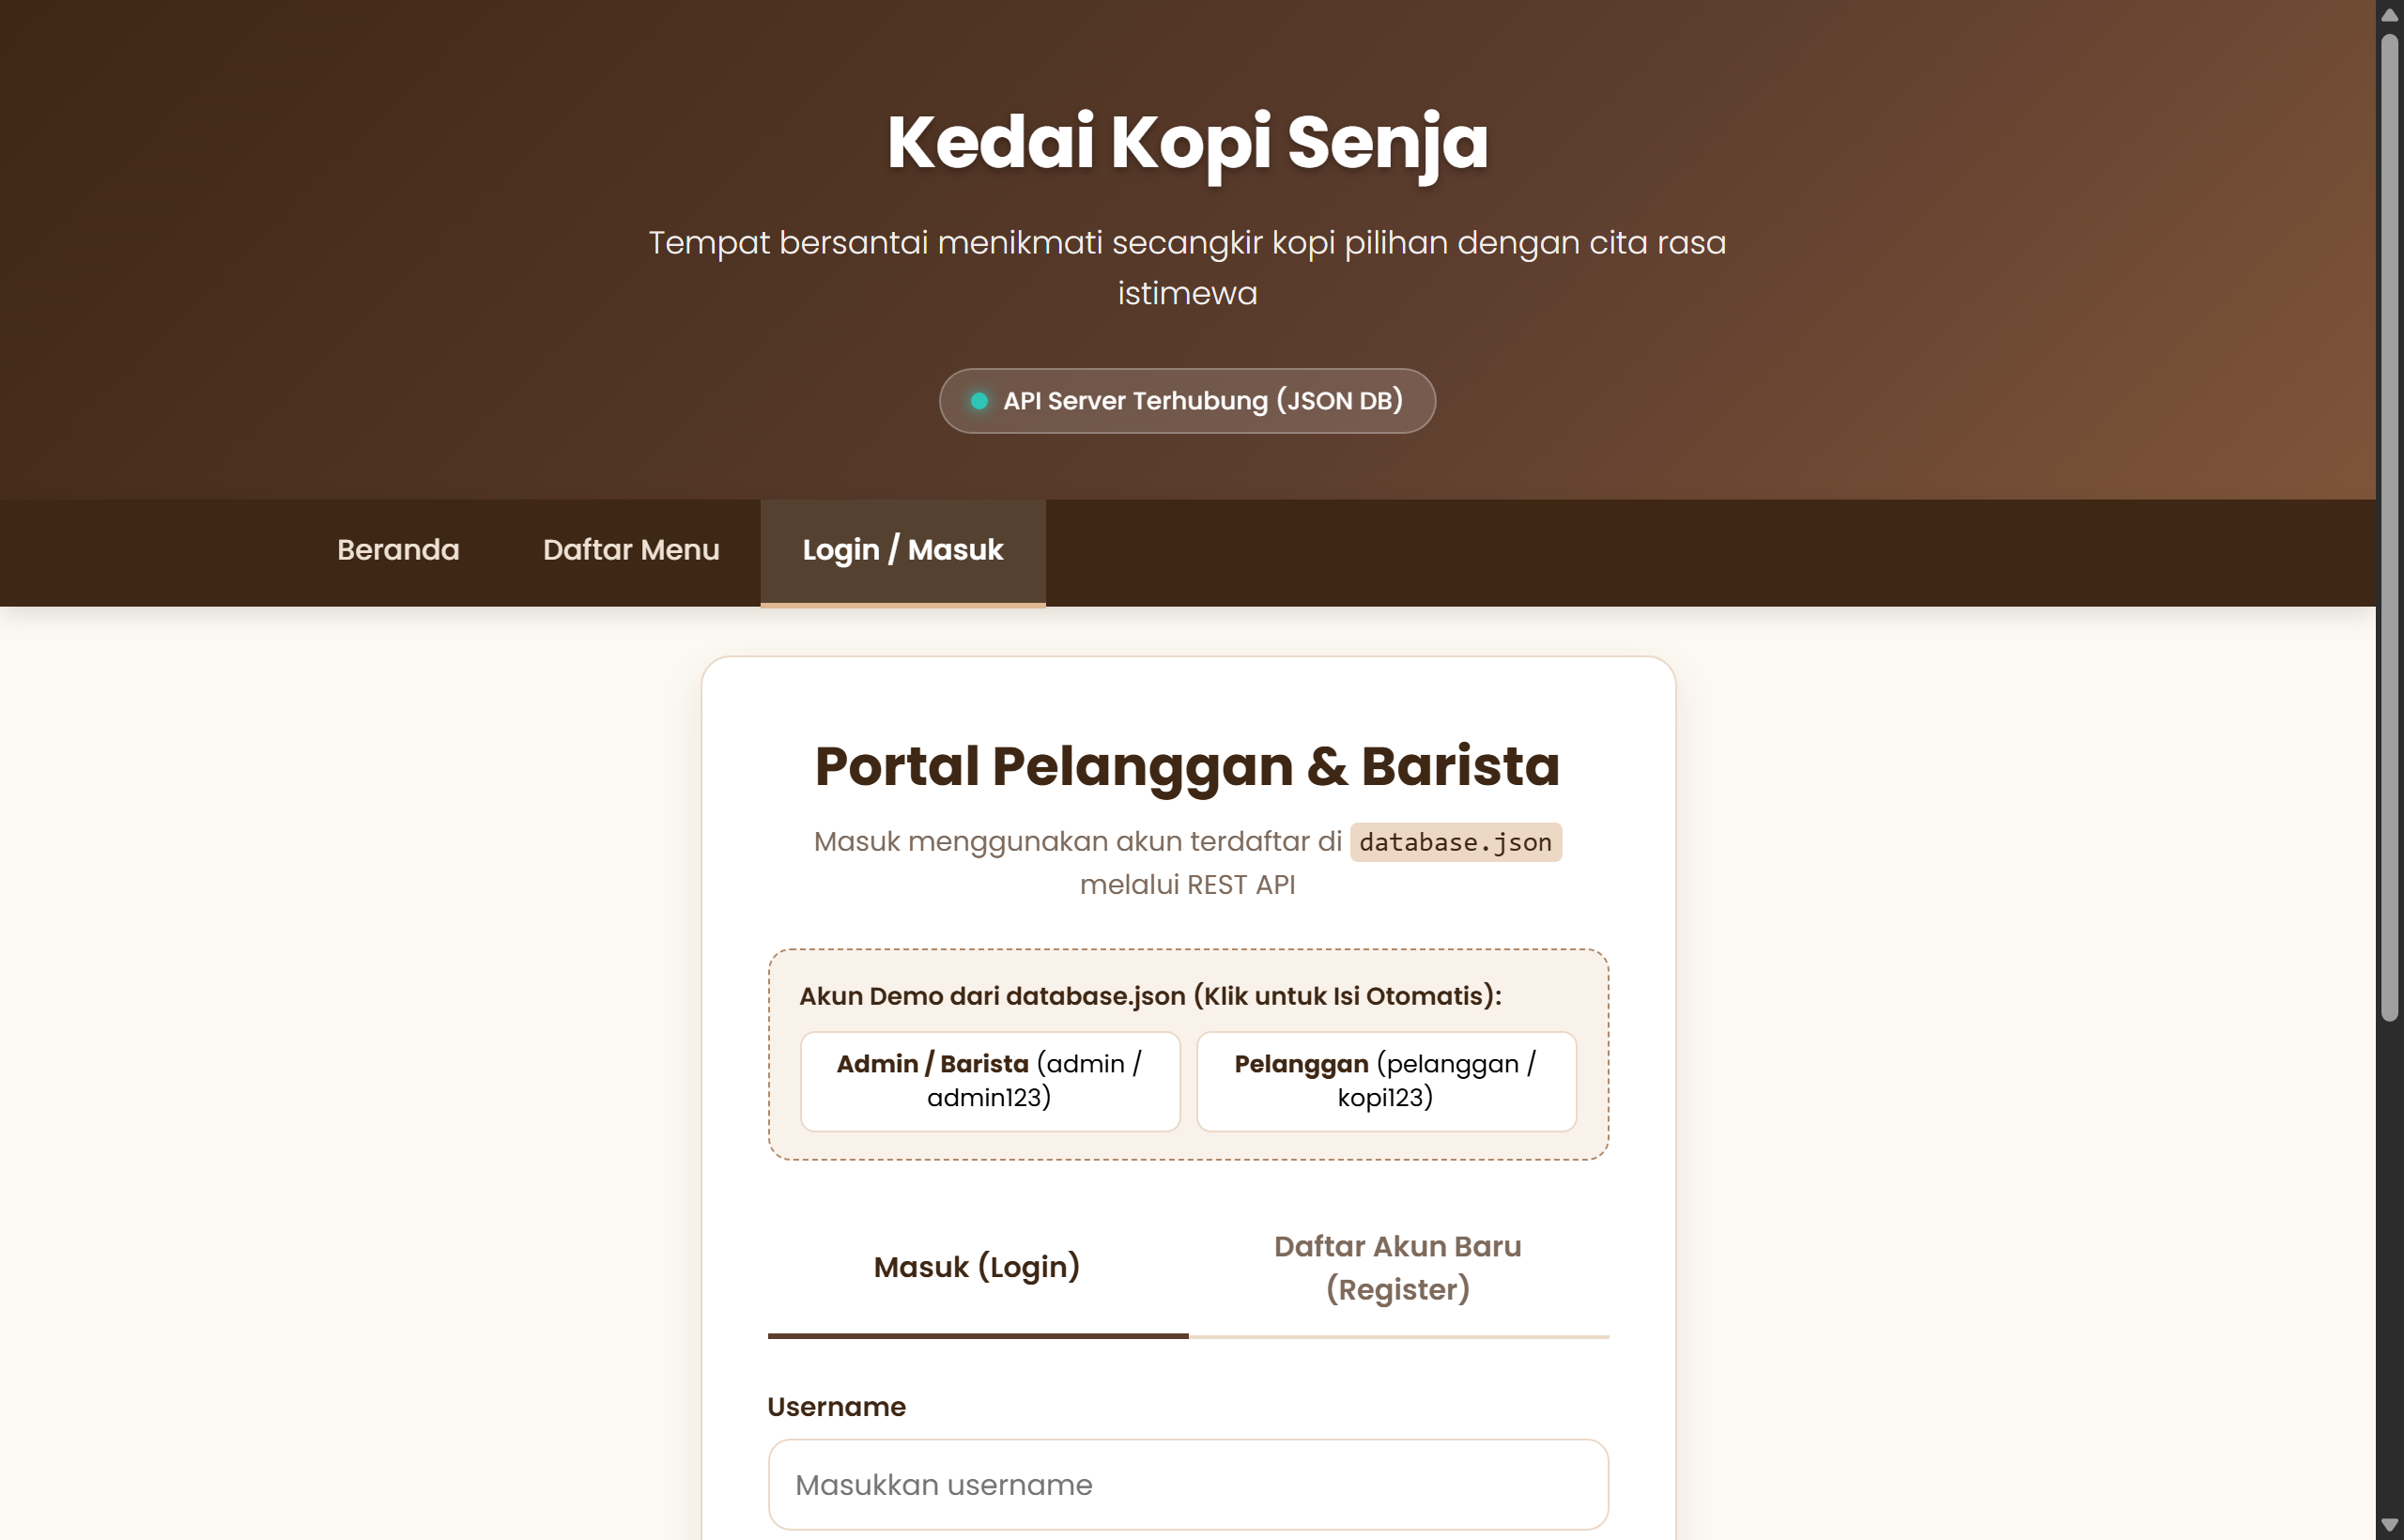 Kedai Kopi Senja
Tempat bersantai menikmati secangkir kopi pilihan dengan cita rasa
istimewa
API Server Terhubung (JSON DB)
Beranda
Daftar Menu
Login / Masuk
Portal Pelanggan & Barista
Masuk menggunakan akun terdaftar di database.json
melalui REST API
Akun Demo dari database.json (Klik untuk Isi Otomatis):
Admin / Barista (admin /
admin123)
Pelanggan (pelanggan /
kopi123)
Masuk (Login)
Daftar Akun Baru
(Register)
Username
Masukkan username